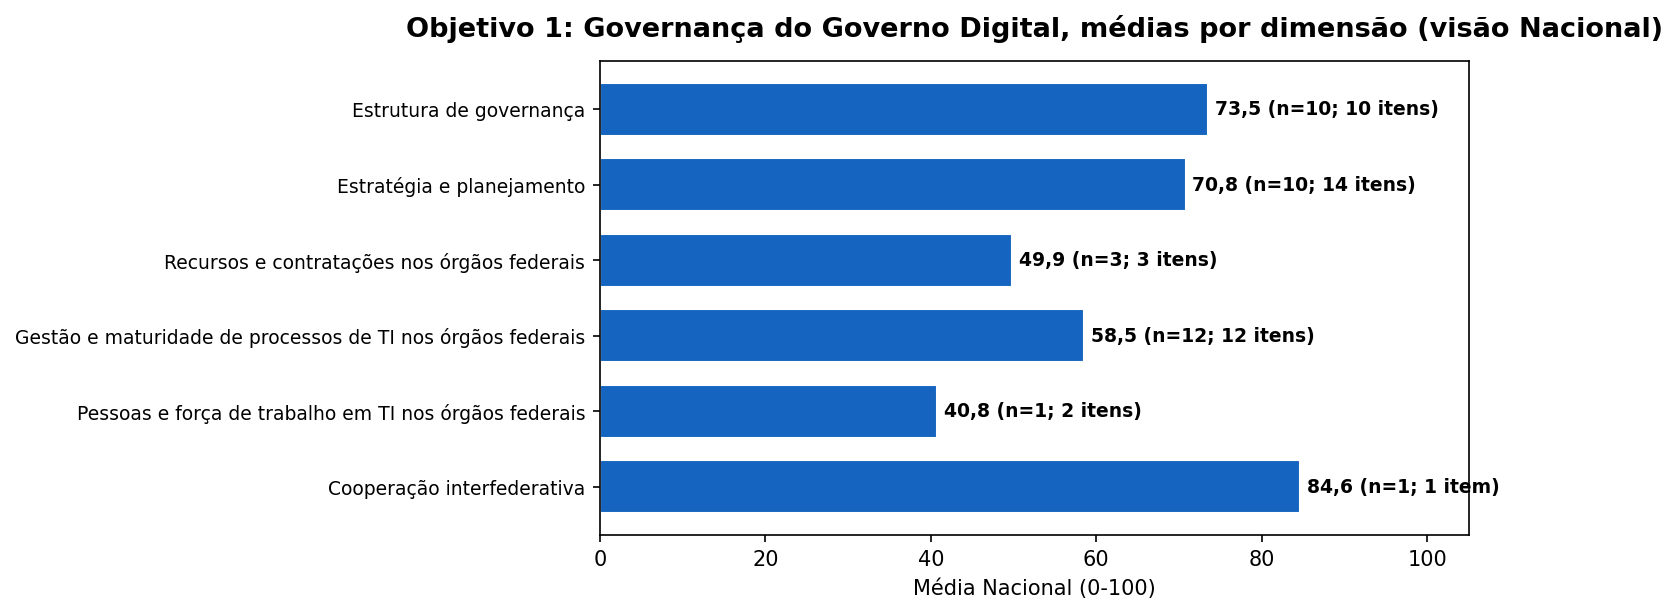 Objetivo 1: Governança do Governo Digital, médias por dimensão (visão Nacional)
Estrutura de governança
73,5 (n=10; 10 itens)
Estratégia e planejamento
70,8 (n=10; 14 itens)
Recursos e contratações nos órgãos federais
49,9 (n=3; 3 itens)
Gestão e maturidade de processos de TI nos órgãos federais
58,5 (n=12; 12 itens)
Pessoas e força de trabalho em TI nos órgãos federais
40,8 (n=1; 2 itens)
Cooperação interfederativa
84,6 (n=1; 1 item)
0 20 40 60 80 100
Média Nacional (0-100)